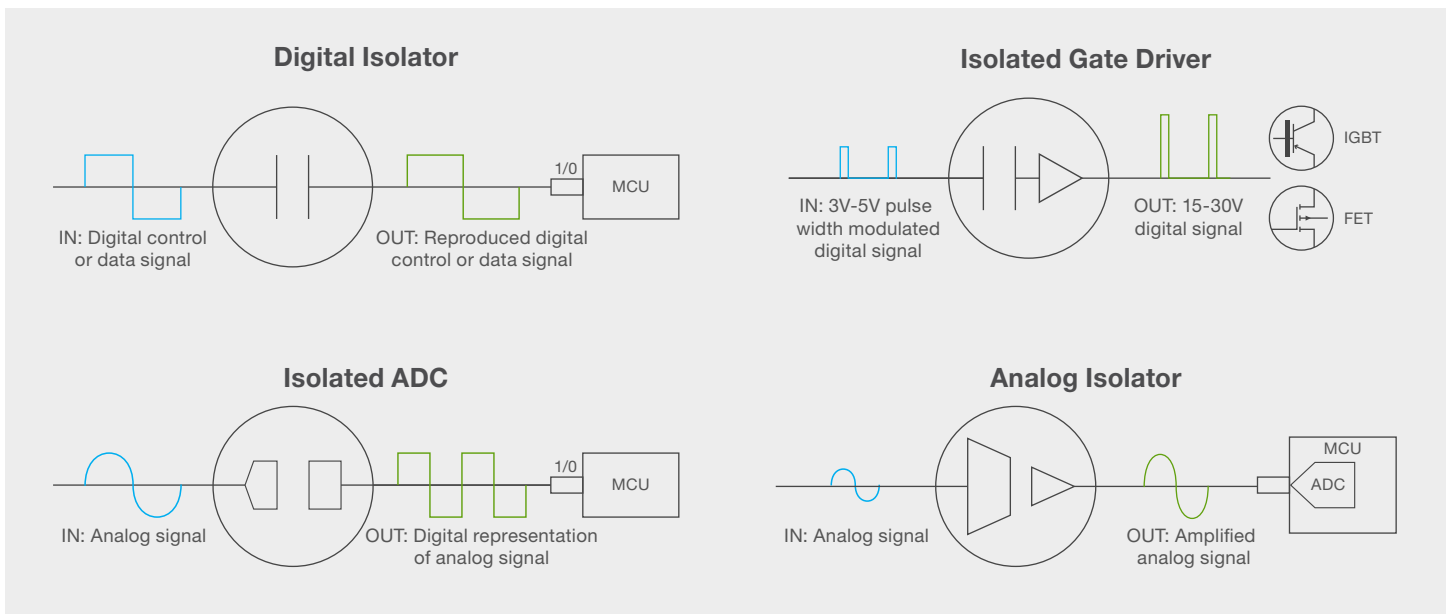 Digital Isolator
1/0
MCU
IN: Digital control
or data signal
OUT: Reproduced digital
control or data signal
Isolated Gate Driver
IGBT
FET
IN: 3V-5V pulse
width modulated
digital signal
OUT: 15-30V
digital signal
Isolated ADC
1/0
MCU
IN: Analog signal
OUT: Digital representation
of analog signal
Analog Isolator
MCU
ADC
IN: Analog signal
OUT: Amplified
analog signal